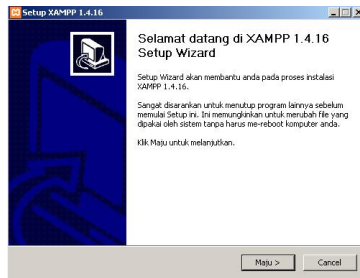 Setup XAMPP 1.4.16
Selamat datang di XAMPP 1.4.16
Setup Wizard
Setup Wizard akan membantu anda pada proses instalasi
XAMPP 1.4.16.
Sangat disarankan untuk menutup program lainnya sebelum
memulai Setup ini. Ini memungkinkan untuk merubah file yang
dipakai oleh sistem tanpa harus me-reboot komputer anda.
Klik Maju untuk melanjutkan.
Maju > Cancel